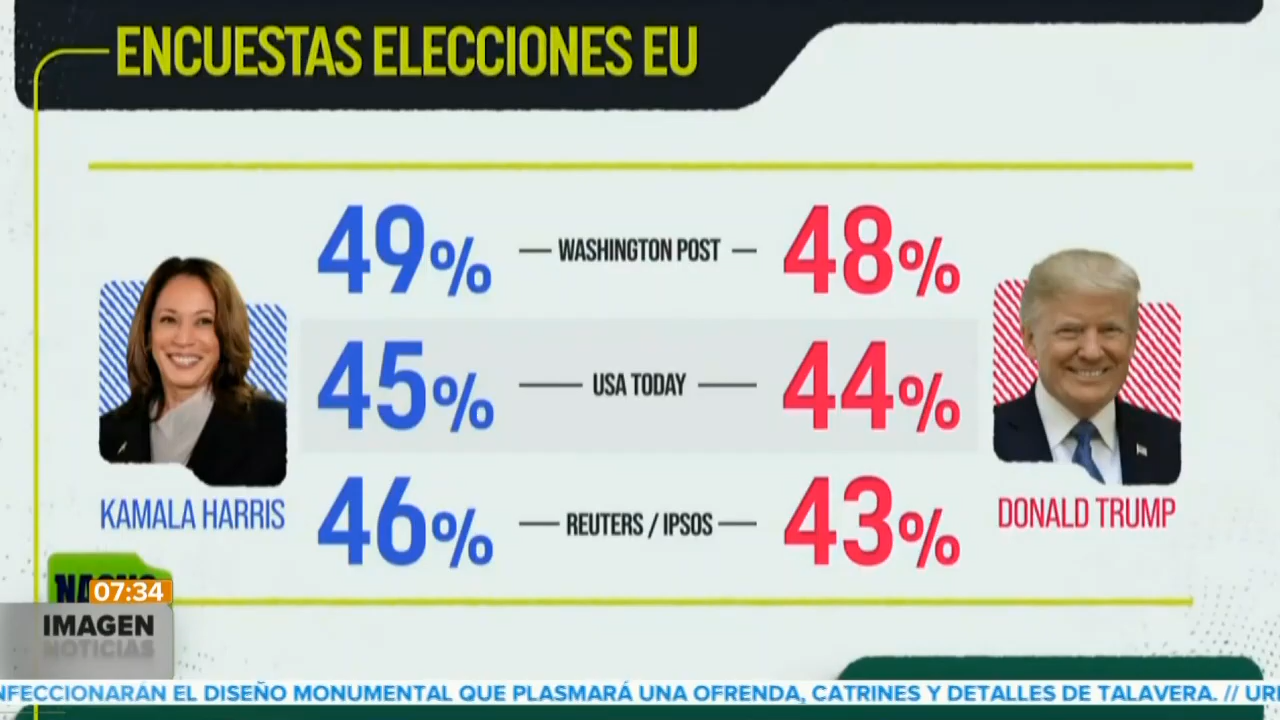 ENCUESTAS ELECCIONES EU
49% WASHINGTON POST 48%
45% USA TODAY 44%
46% REUTERS / IPSOS 43%
KAMALA HARRIS
DONALD TRUMP
07:34
IMAGEN
NOTICIAS
NFECCIONARÁN EL DISEÑO MONUMENTAL QUE PLASMARÁ UNA OFRENDA, CATRINES Y DETALLES DE TALAVERA. //